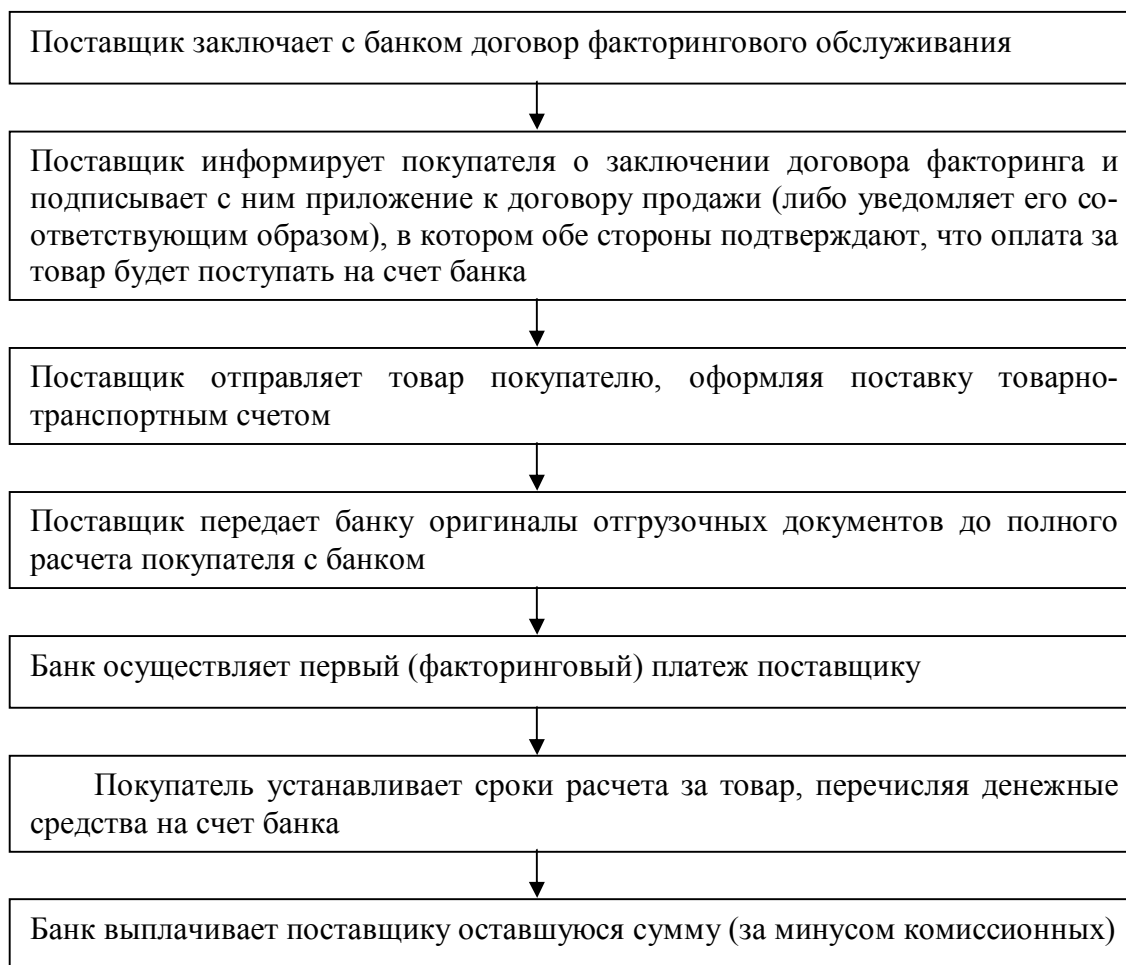 Поставщик заключает с банком договор факторингового обслуживания
Поставщик информирует покупателя о заключении договора факторинга и
подписывает с ним приложение к договору продажи (либо уведомляет его со-
ответствующим образом), в котором обе стороны подтверждают, что оплата за
товар будет поступать на счет банка
Поставщик отправляет товар покупателю, оформляя поставку товарно-
транспортным счетом
Поставщик передает банку оригиналы отгрузочных документов до полного
расчета покупателя с банком
Банк осуществляет первый (факторинговый) платеж поставщику
Покупатель устанавливает сроки расчета за товар, перечисляя денежные
средства на счет банка
Банк выплачивает поставщику оставшуюся сумму (за минусом комиссионных)